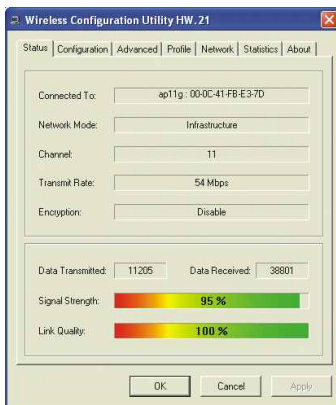 Wireless Configuration Utility HW.21
Status Configuration Advanced Profile Network Statistics About
Connected To: ap11g : 00-0C-41-FB-E3-7D
Network Mode: Infrastructure
Channel: 11
Transmit Rate: 54 Mbps
Encryption: Disable
Data Transmitted: 11205 Data Received: 38801
Signal Strength: 95 %
Link Quality: 100 %
OK Cancel Apply